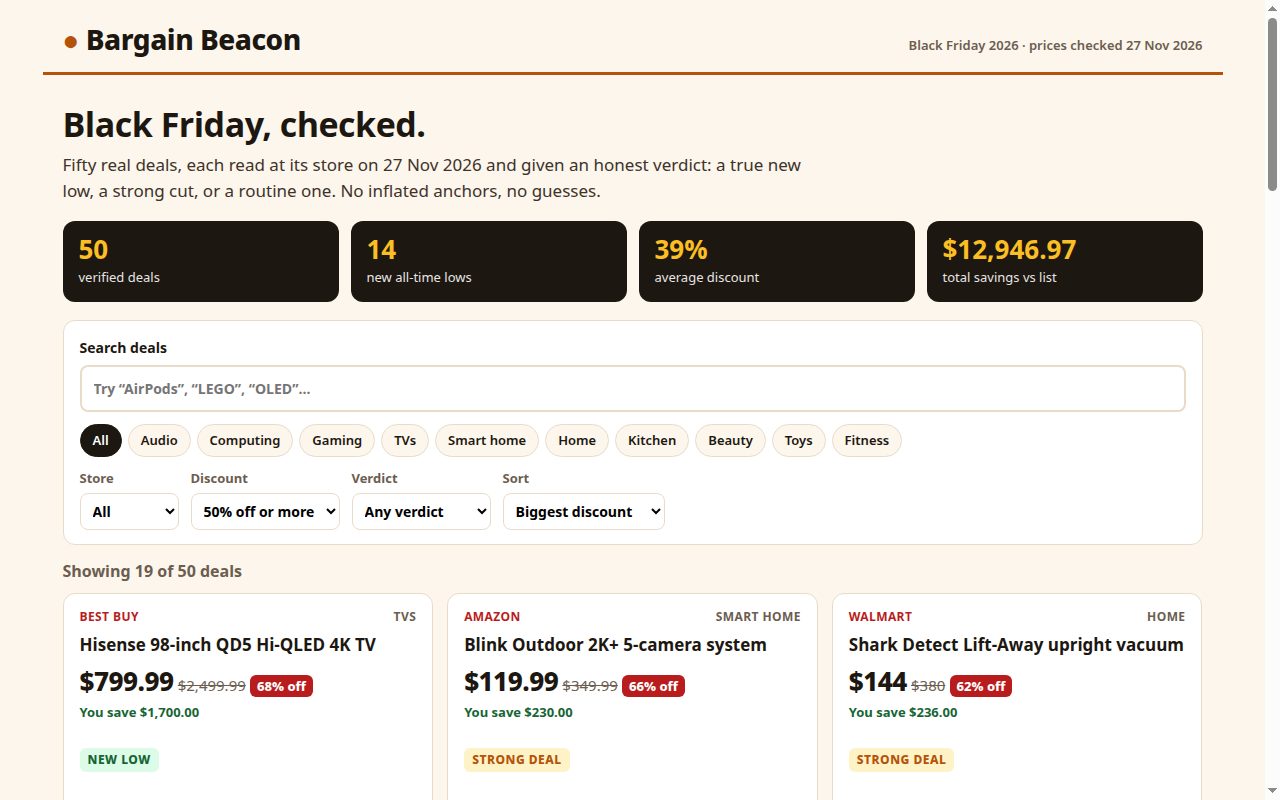 Bargain Beacon
Black Friday 2026 · prices checked 27 Nov 2026
Black Friday, checked.
Fifty real deals, each read at its store on 27 Nov 2026 and given an honest verdict: a true new
low, a strong cut, or a routine one. No inflated anchors, no guesses.
50
verified deals
14
new all-time lows
39%
average discount
$12,946.97
total savings vs list
Search deals
Try “AirPods”, “LEGO”, “OLED”…
All Audio Computing Gaming TVs Smart home Home Kitchen Beauty Toys Fitness
Store Discount Verdict Sort
All 50% off or more Any verdict Biggest discount
Showing 19 of 50 deals
BEST BUY TVS
Hisense 98-inch QD5 Hi-QLED 4K TV
$799.99 $2,499.99 68% off
You save $1,700.00
NEW LOW
AMAZON SMART HOME
Blink Outdoor 2K+ 5-camera system
$119.99 $349.99 66% off
You save $230.00
STRONG DEAL
WALMART HOME
Shark Detect Lift-Away upright vacuum
$144 $380 62% off
You save $236.00
STRONG DEAL